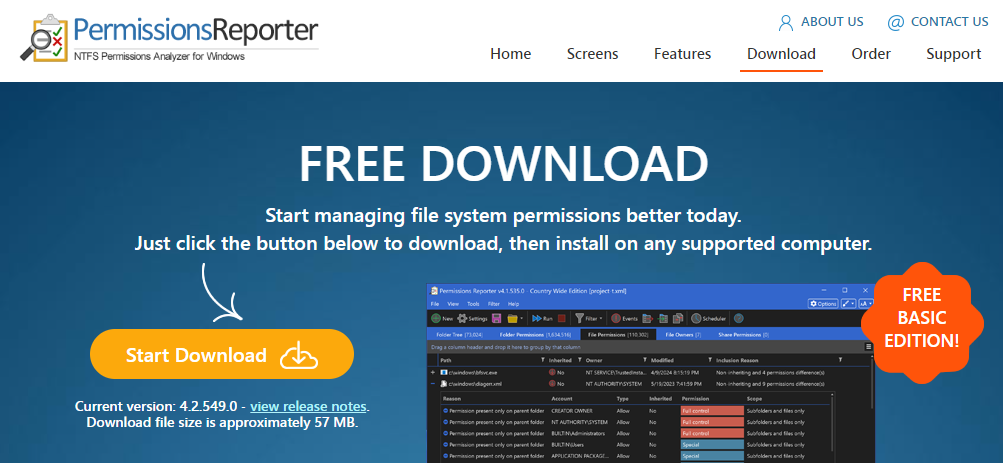 PermissionsReporter
NTFS Permissions Analyzer for Windows
ABOUT US
@ CONTACT US
Home Screens Features Download Order Support
FREE DOWNLOAD
Start managing file system permissions better today.
Just click the button below to download, then install on any supported computer.
Start Download
Current version: 4.2.549.0 - view release notes.
Download file size is approximately 57 MB.
FREE
BASIC
EDITION!
Permissions Reporter v4.1.535.0 - Country Wide Edition [project-t.xml]
File View Tools Filter Help
Options
New Settings Run Filter Events Scheduler
Folder Tree (73,024) Folder Permissions (1,634,516) File Permissions (110,302) File Owners (7) Share Permissions (0)
Drag a column header and drop it here to group by that column
Path Inherited Owner Modified Inclusion Reason
c:\windows\bfsvc.exe No NT SERVICE\TrustedInsta... 4/9/2024 8:19:19 PM Non inheriting and 4 permissions difference(s)
c:\windows\diagerr.xml No NT AUTHORITY\SYSTEM 5/19/2023 7:41:59 PM Non inheriting and 9 permissions difference(s)
Reason Account Type Inherited Permission Scope
Permission present only on parent folder CREATOR OWNER Allow No Full control Subfolders and files only
Permission present only on parent folder NT AUTHORITY\SYSTEM Allow No Full control Subfolders and files only
Permission present only on parent folder BUILTIN\Administrators Allow No Full control Subfolders and files only
Permission present only on parent folder BUILTIN\Users Allow No Special Subfolders and files only
Permission present only on parent folder APPLICATION PACKAG... Allow No Special Subfolders and files only